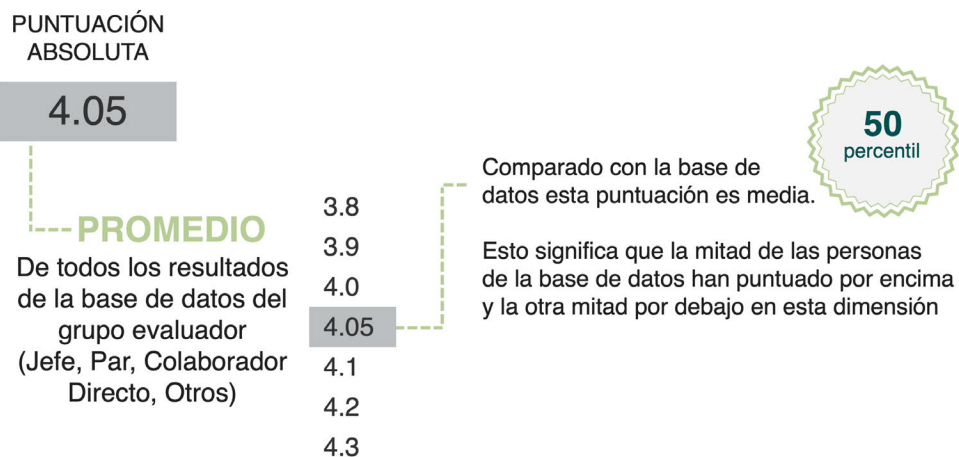 PUNTUACIÓN
ABSOLUTA
4.05
PROMEDIO
De todos los resultados
de la base de datos del
grupo evaluador
(Jefe, Par, Colaborador
Directo, Otros)
3.8
3.9
4.0
4.05
4.1
4.2
4.3
Comparado con la base de
datos esta puntuación es media.
Esto significa que la mitad de las personas
de la base de datos han puntuado por encima
y la otra mitad por debajo en esta dimensión
50
percentil